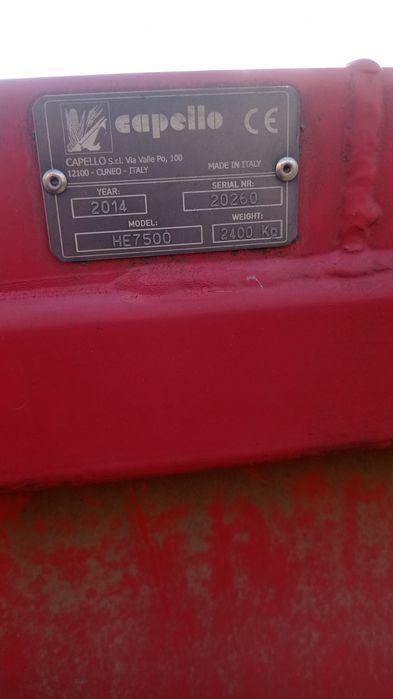 capello CE
CAPELLO S.r.l. Via Valle Po, 100
12100 - CUNEO - ITALY
MADE IN ITALY
YEAR: SERIAL NR:
2014 20260
MODEL: WEIGHT:
HE7500 2400 Kg